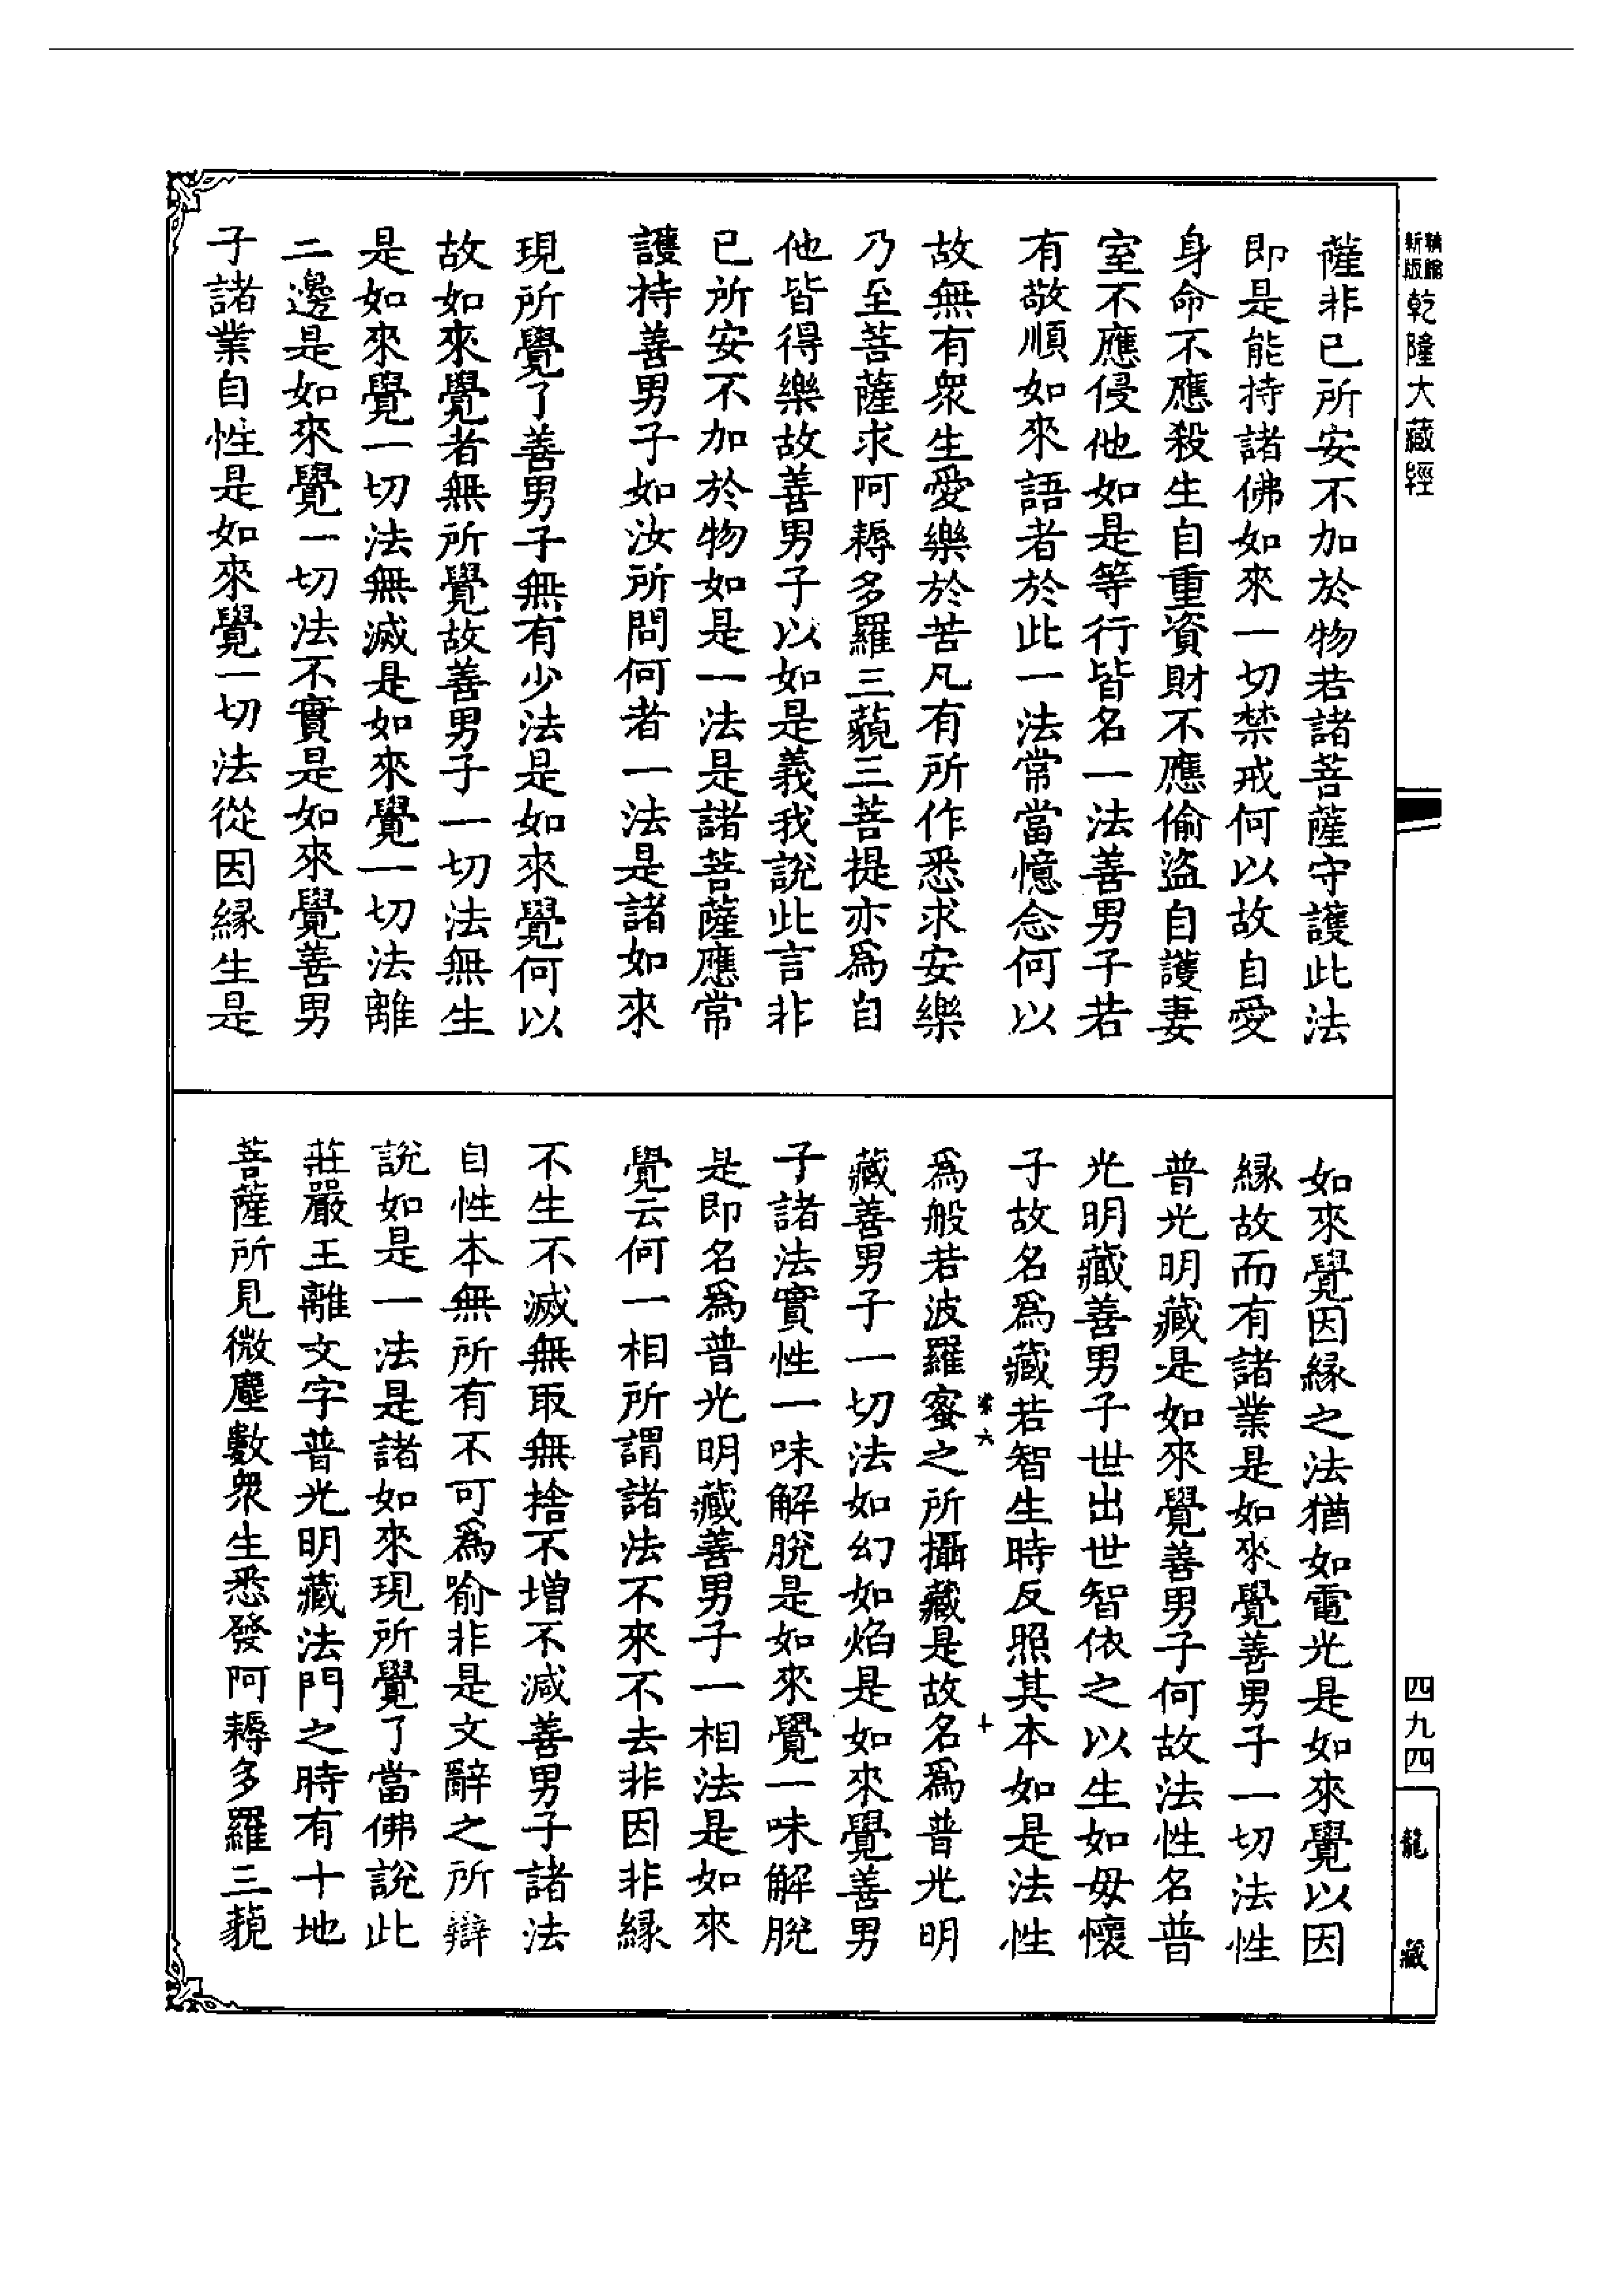 新版乾隆大藏經
薩非已所安不加於物若諸菩薩守護此法
即是能持諸佛如來一切禁戒何以故自愛
身命不應殺生自重資財不應偷盜自護妻
室不應侵他如是等行皆名一法善男子若
有敬順如來語者於此一法常當憶念何以
故無有衆生愛樂於苦凡有所作悉求安樂
乃至菩薩求阿耨多羅三藐三菩提亦爲自
他皆得樂故善男子以如是義我說此言非
已所安不加於物如是一法是諸菩薩應常
護持善男子如汝所問何者一法是諸如來
現所覺了善男子無有少法是如來覺何以
故如來覺者無所覺故善男子一切法無生
是如來覺一切法無滅是如來覺一切法離
二邊是如來覺一切法不實是如來覺善男
子諸業自性是如來覺一切法從因緣生是
如來覺因緣之法猶如電光是如來覺以因
緣故而有諸業是如來覺善男子一切法性
普光明藏是如來覺善男子何故法性名普
光明藏善男子世出世智依之以生如毋懷
子故名爲藏若智生時反照其本如是法性
爲般若波羅蜜之所攝藏是故名爲普光明
藏善男子一切法如幻如焰是如來覺善男
子諸法實性一味解脫是如來覺一味解脫
是即名爲普光明藏善男子一相法是如來
覺云何一相所謂諸法不來不去非因非緣
不生不滅無取無捨不增不減善男子諸法
自性本無所有不可爲喻非是文辭之所辯
說如是一法是諸如來現所覺了當佛說此
莊嚴王離文字普光明藏法門之時有十地
菩薩所見微塵數衆生悉發阿耨多羅三藐
四九四
龍藏